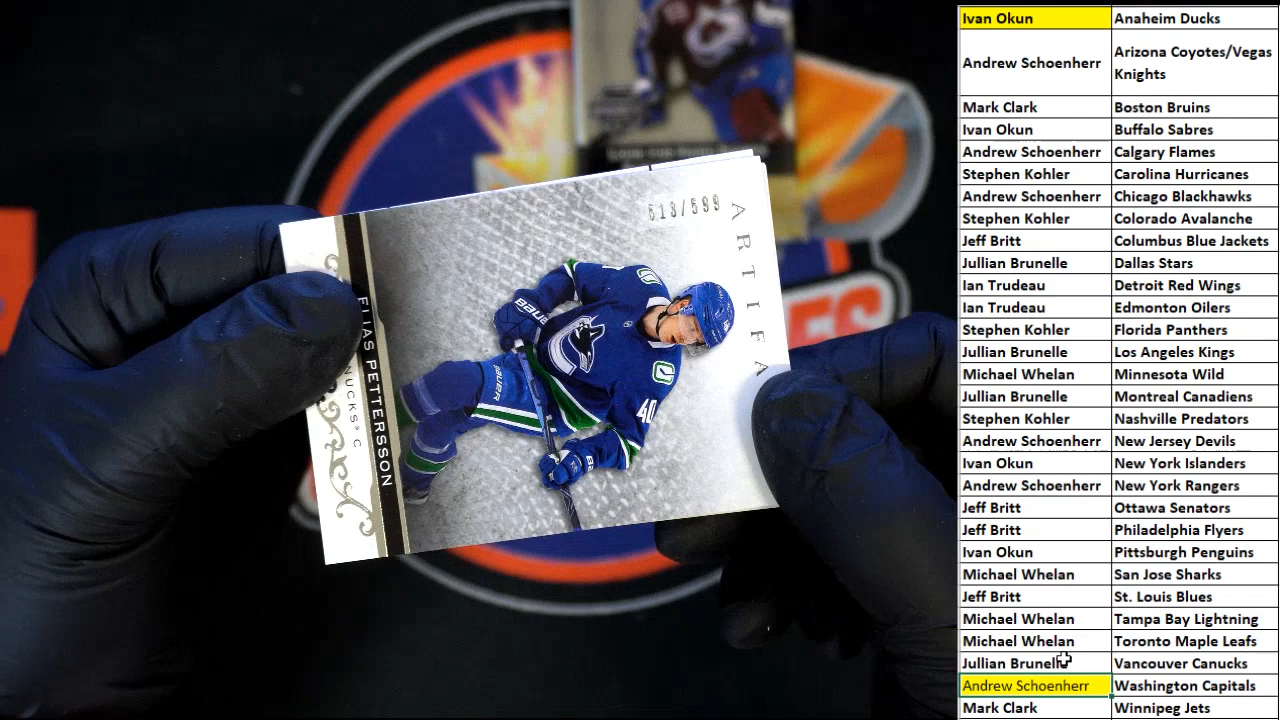 513/599
ARTIFA
ELIAS PETTERSSON
NUCKS® C
BAUER
BAUER
40
Ivan Okun Anaheim Ducks
Andrew Schoenherr Arizona Coyotes/Vegas
Knights
Mark Clark Boston Bruins
Ivan Okun Buffalo Sabres
Andrew Schoenherr Calgary Flames
Stephen Kohler Carolina Hurricanes
Andrew Schoenherr Chicago Blackhawks
Stephen Kohler Colorado Avalanche
Jeff Britt Columbus Blue Jackets
Jullian Brunelle Dallas Stars
Ian Trudeau Detroit Red Wings
Ian Trudeau Edmonton Oilers
Stephen Kohler Florida Panthers
Jullian Brunelle Los Angeles Kings
Michael Whelan Minnesota Wild
Jullian Brunelle Montreal Canadiens
Stephen Kohler Nashville Predators
Andrew Schoenherr New Jersey Devils
Ivan Okun New York Islanders
Andrew Schoenherr New York Rangers
Jeff Britt Ottawa Senators
Jeff Britt Philadelphia Flyers
Ivan Okun Pittsburgh Penguins
Michael Whelan San Jose Sharks
Jeff Britt St. Louis Blues
Michael Whelan Tampa Bay Lightning
Michael Whelan Toronto Maple Leafs
Jullian Brunelle Vancouver Canucks
Andrew Schoenherr Washington Capitals
Mark Clark Winnipeg Jets